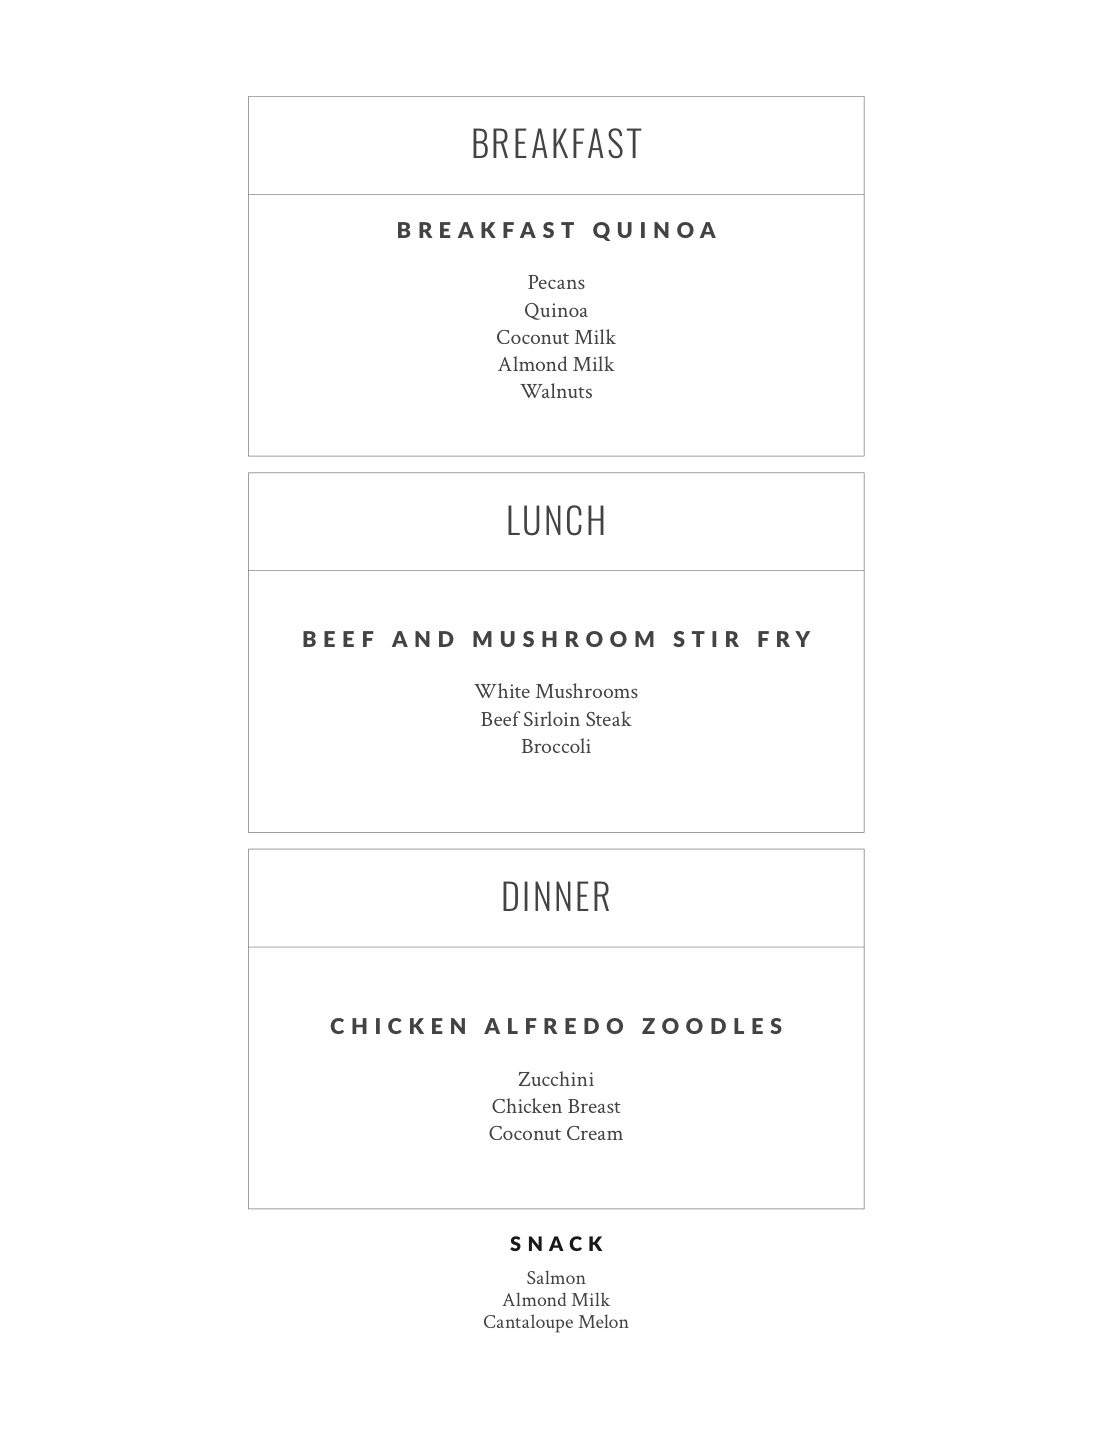 BREAKFAST
BREAKFAST QUINOA
Pecans
Quinoa
Coconut Milk
Almond Milk
Walnuts
LUNCH
BEEF AND MUSHROOM STIR FRY
White Mushrooms
Beef Sirloin Steak
Broccoli
DINNER
CHICKEN ALFREDO ZOODLES
Zucchini
Chicken Breast
Coconut Cream
SNACK
Salmon
Almond Milk
Cantaloupe Melon